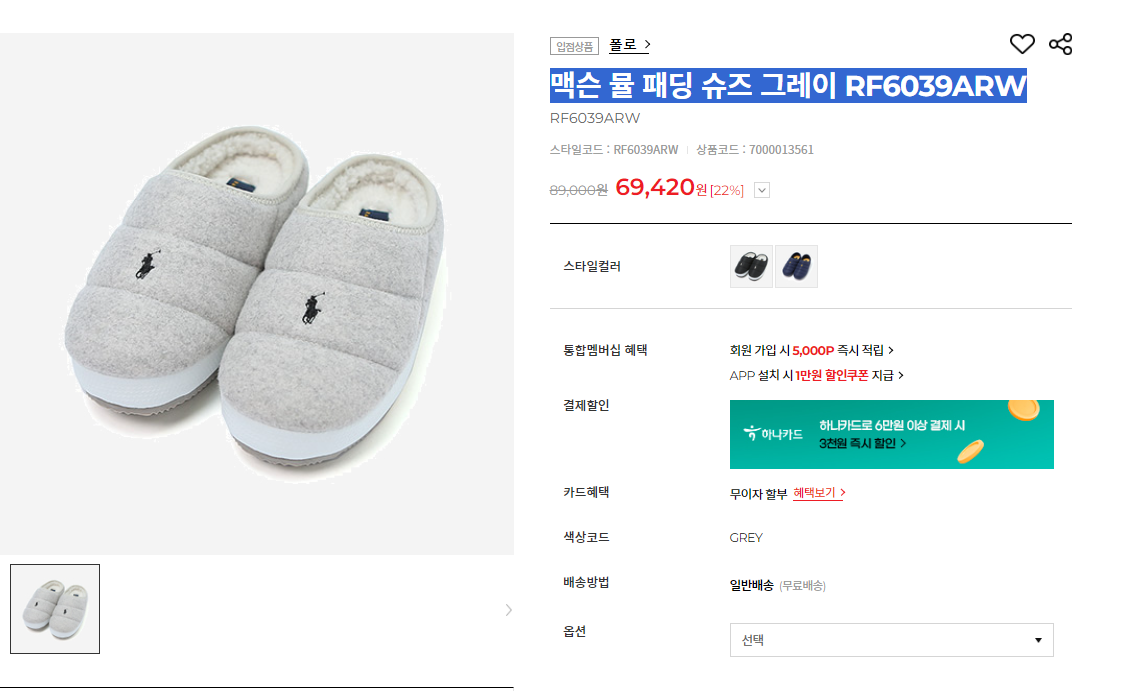 입점상품 폴로
맥슨 뮬 패딩 슈즈 그레이 RF6039ARW
RF6039ARW
스타일코드 : RF6039ARW | 상품코드 : 7000013561
89,000원 69,420원 [22%]
스타일컬러
통합멤버십 혜택
회원 가입 시 5,000P 즉시 적립
APP 설치 시 1만원 할인쿠폰 지급
결제할인
하나카드
하나카드로 6만원 이상 결제 시
3천원 즉시 할인
카드혜택
무이자 할부 혜택보기
색상코드
GREY
배송방법
일반배송 (무료배송)
옵션
선택